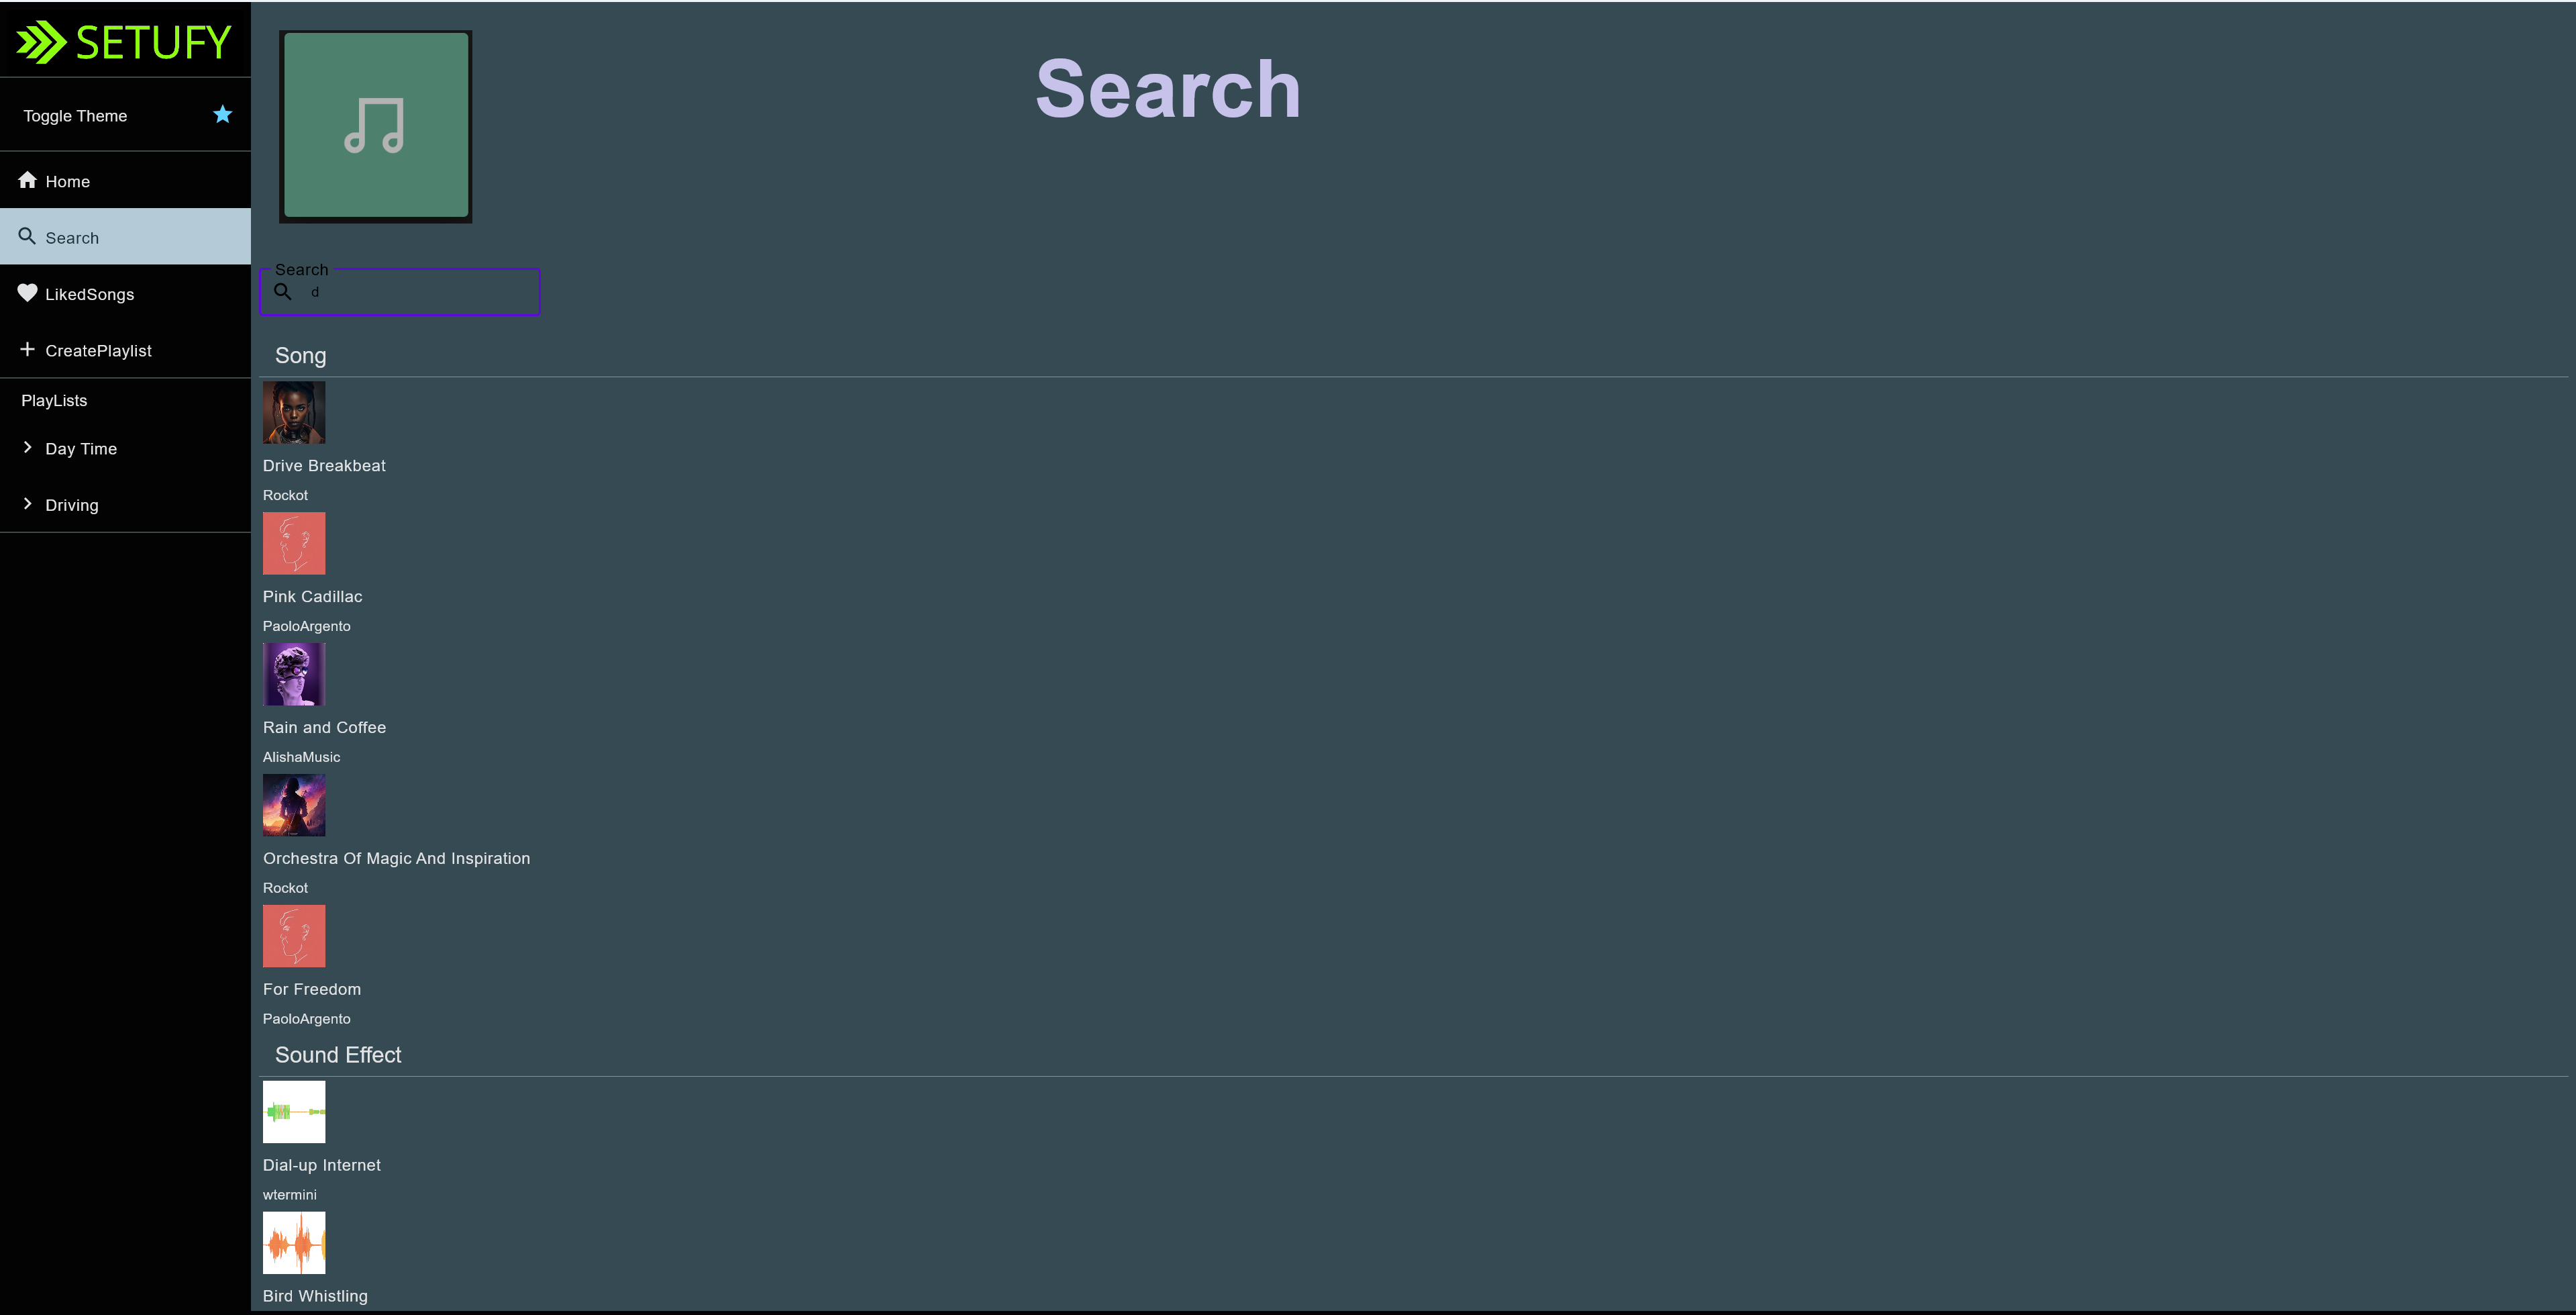 SETUFY
Toggle Theme
Home
Search
LikedSongs
CreatePlaylist
PlayLists
Day Time
Driving
Search
Search
d
Song
Drive Breakbeat
Rockot
Pink Cadillac
PaoloArgento
Rain and Coffee
AlishaMusic
Orchestra Of Magic And Inspiration
Rockot
For Freedom
PaoloArgento
Sound Effect
Dial-up Internet
wtermini
Bird Whistling